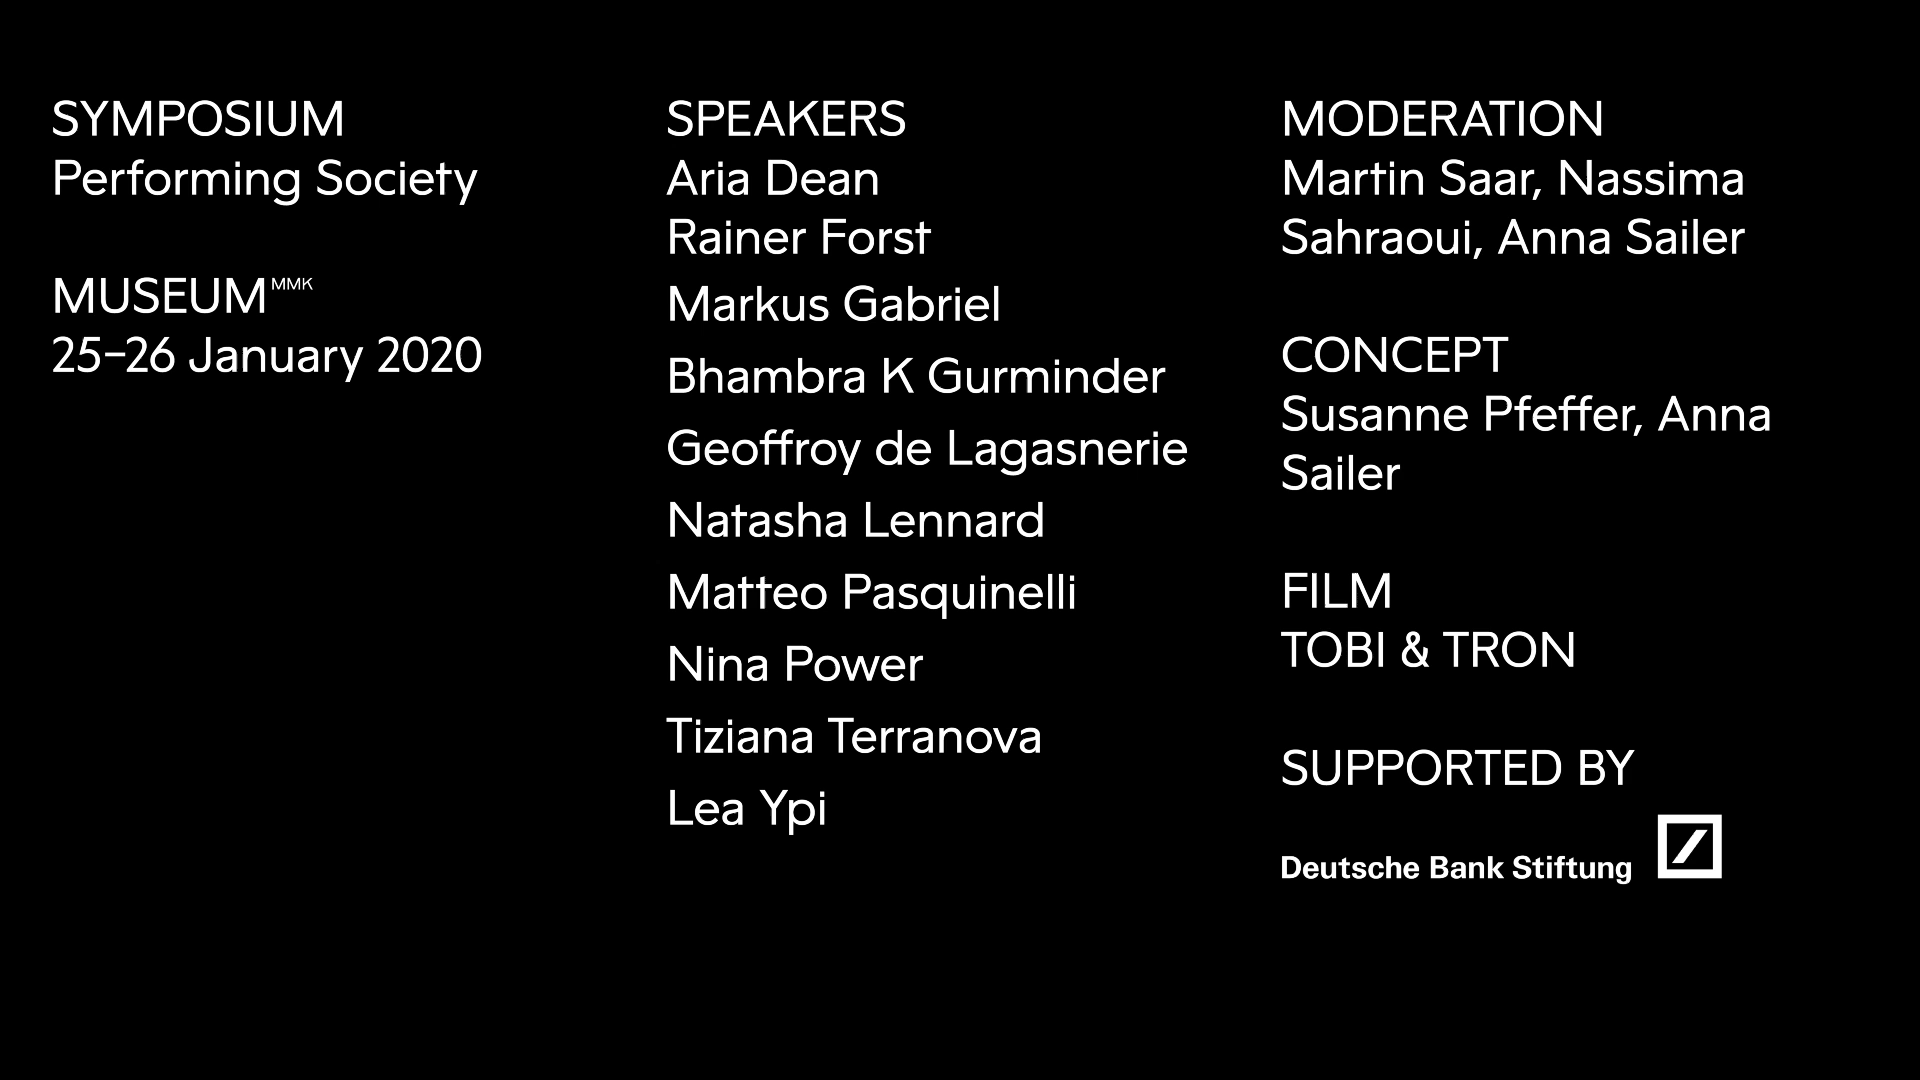 SYMPOSIUM
Performing Society
MUSEUM MMK
25–26 January 2020
SPEAKERS
Aria Dean
Rainer Forst
Markus Gabriel
Bhambra K Gurminder
Geoffroy de Lagasnerie
Natasha Lennard
Matteo Pasquinelli
Nina Power
Tiziana Terranova
Lea Ypi
MODERATION
Martin Saar, Nassima
Sahraoui, Anna Sailer
CONCEPT
Susanne Pfeffer, Anna
Sailer
FILM
TOBI & TRON
SUPPORTED BY
Deutsche Bank Stiftung